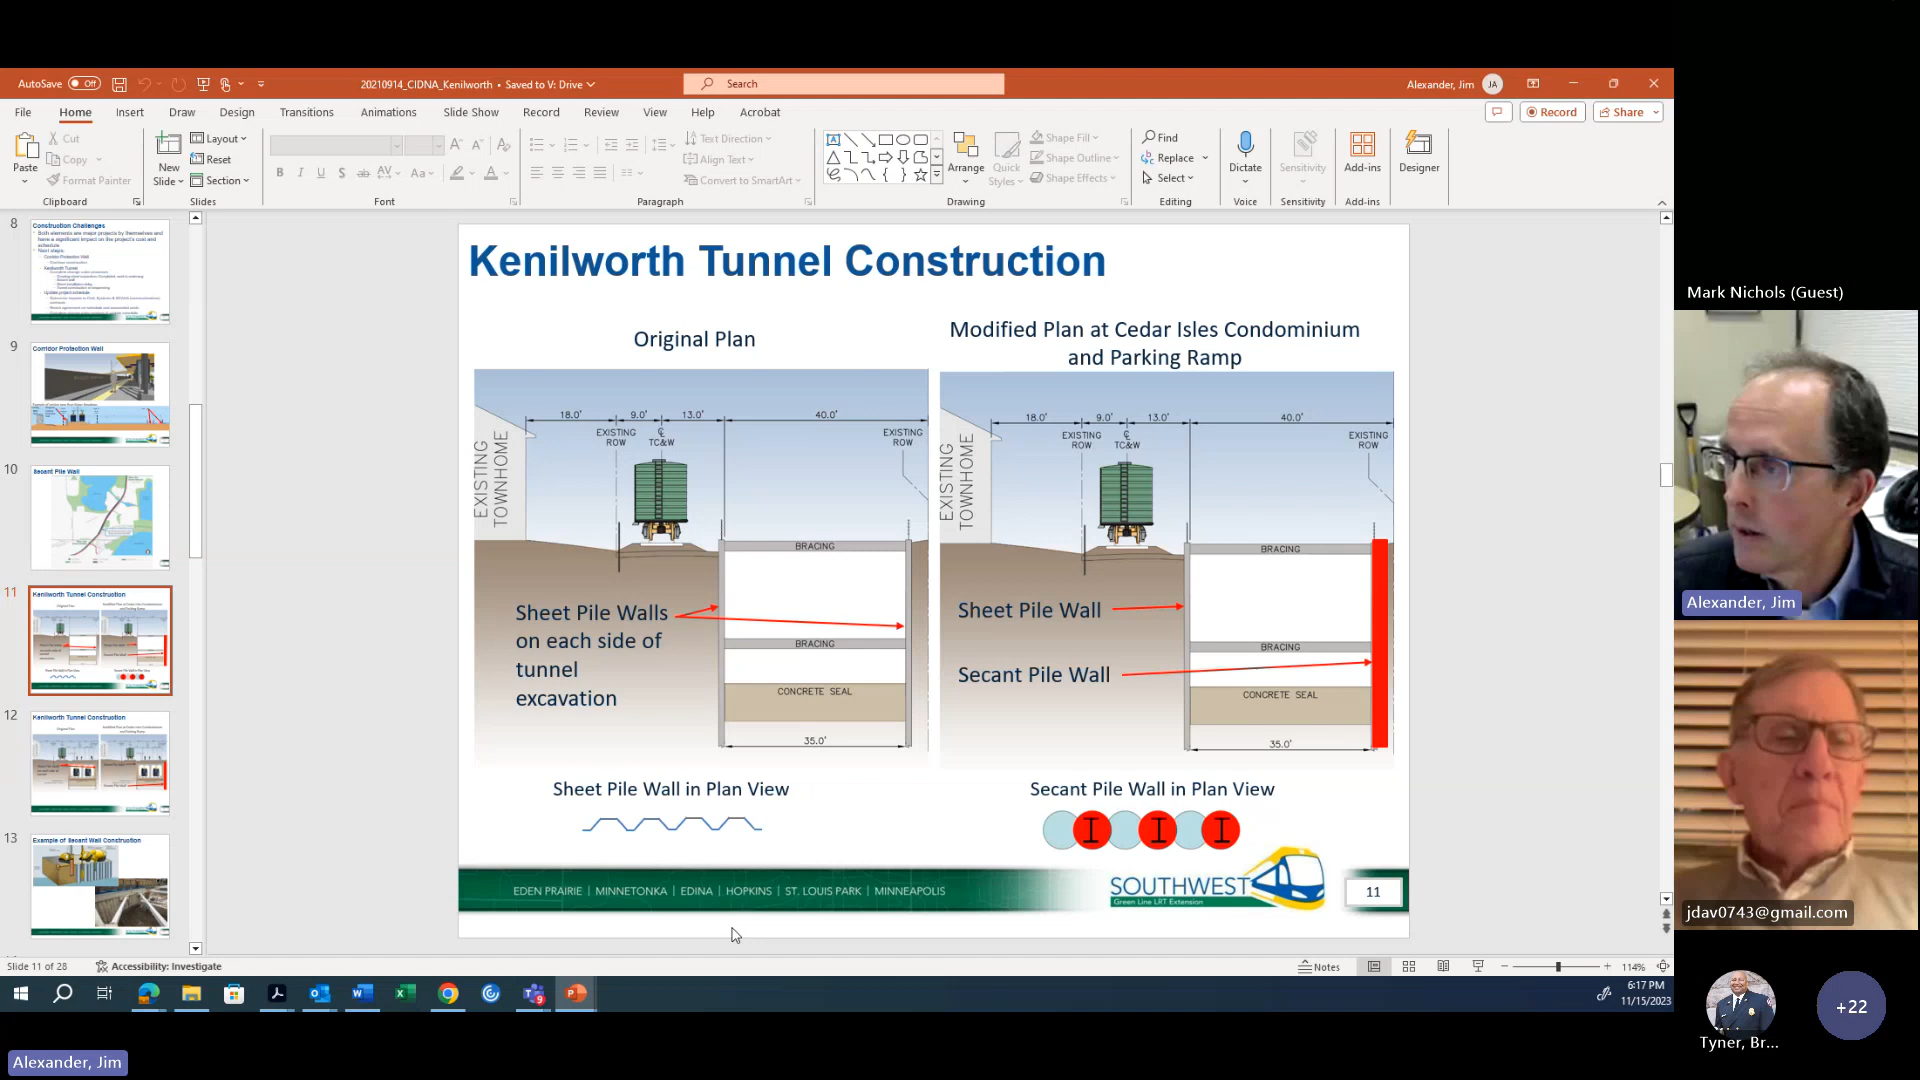 AutoSave Off
20210914_CIDNA_Kenilworth • Saved to V: Drive
Search
Alexander, Jim JA
File Home Insert Draw Design Transitions Animations Slide Show Record Review View Help Acrobat
Record Share
Paste
Cut
Copy
Format Painter
Clipboard
New
Slide
Layout
Reset
Section
Slides
B I U S ab AV Aa A
Font
Text Direction
Align Text
Convert to SmartArt
Paragraph
Arrange
Quick
Styles
Shape Fill
Shape Outline
Shape Effects
Drawing
Find
Replace
Select
Editing
Dictate
Voice
Sensitivity
Sensitivity
Add-ins
Add-ins
Designer
8
Construction Challenges
9
Corridor Protection Wall
10
Secant Pile Wall
11
Kenilworth Tunnel Construction
12
Kenilworth Tunnel Construction
13
Example of Secant Wall Construction
Kenilworth Tunnel Construction
Original Plan
18.0' 9.0' 13.0' 40.0'
EXISTING
ROW
℄
TC&W
EXISTING
ROW
EXISTING
TOWNHOME
BRACING
Sheet Pile Walls
on each side of
tunnel
excavation
BRACING
CONCRETE SEAL
35.0'
Sheet Pile Wall in Plan View
Modified Plan at Cedar Isles Condominium
and Parking Ramp
18.0' 9.0' 13.0' 40.0'
EXISTING
ROW
℄
TC&W
EXISTING
ROW
EXISTING
TOWNHOME
BRACING
Sheet Pile Wall
BRACING
Secant Pile Wall
CONCRETE SEAL
35.0'
Secant Pile Wall in Plan View
EDEN PRAIRIE | MINNETONKA | EDINA | HOPKINS | ST. LOUIS PARK | MINNEAPOLIS
SOUTHWEST
Green Line LRT Extension
11
Slide 11 of 28
Accessibility: Investigate
Notes
114%
6:17 PM
11/15/2023
Mark Nichols (Guest)
Alexander, Jim
jdav0743@gmail.com
Tyner, Br...
+22
Alexander, Jim